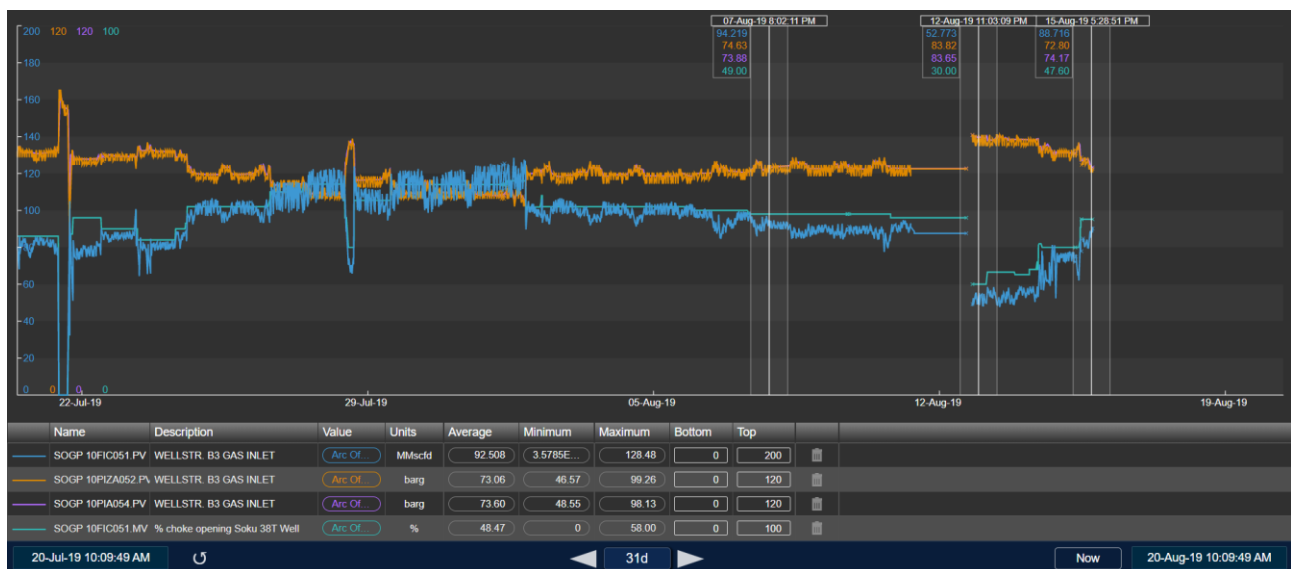 07-Aug-19 8:02:11 PM 12-Aug-19 11:03:09 PM 15-Aug-19 5:28:51 PM
200 120 120 100 94.219 52.773 88.716
74.63 83.82 72.80
73.88 83.65 74.17
180 49.00 30.00 47.60
160
140
120
100
80
60
40
20
0 0 0 0
22-Jul-19 29-Jul-19 05-Aug-19 12-Aug-19 19-Aug-19
Name Description Value Units Average Minimum Maximum Bottom Top
SOGP 10FIC051.PV WELLSTR. B3 GAS INLET Arc Of... MMscfd 92.508 3.5785E... 128.48 0 200
SOGP 10PIZA052.PV WELLSTR. B3 GAS INLET Arc Of... barg 73.06 46.57 99.26 0 120
SOGP 10PIA054.PV WELLSTR. B3 GAS INLET Arc Of... barg 73.60 48.55 98.13 0 120
SOGP 10FIC051.MV % choke opening Soku 38T Well Arc Of... % 48.47 0 58.00 0 100
20-Jul-19 10:09:49 AM 31d Now 20-Aug-19 10:09:49 AM